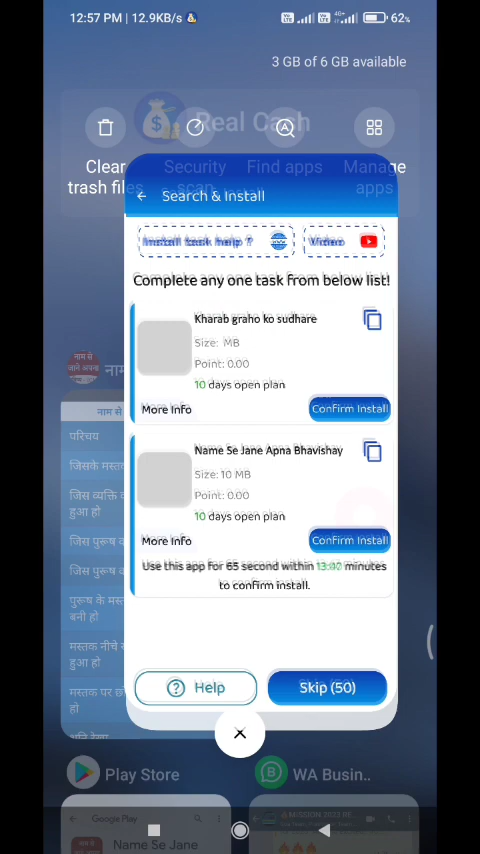 12:57 PM | 12.9KB/s
62%
3 GB of 6 GB available
Real Cash
Clear trash files
Security scan
Find apps
Manage apps
Search & Install
Install task help ?
Video
Complete any one task from below list!
Kharab graho ko sudhare
Size: MB
Point: 0.00
10 days open plan
More Info
Confirm Install
Name Se Jane Apna Bhavishay
Size: 10 MB
Point: 0.00
10 days open plan
More Info
Confirm Install
Use this app for 65 second within minutes
to confirm install.
Help
Skip (50)
नाम से
परिचय
जिसके मस्त
जिस व्यक्ति
हुआ हो
जिस पुरुष
जिस पुरुष
पुरुष के मस्
बनी हो
मस्तक नीचे
हुआ हो
मस्तक पर
हो
Play Store
WA Busin..
Google Play
Name Se Jane